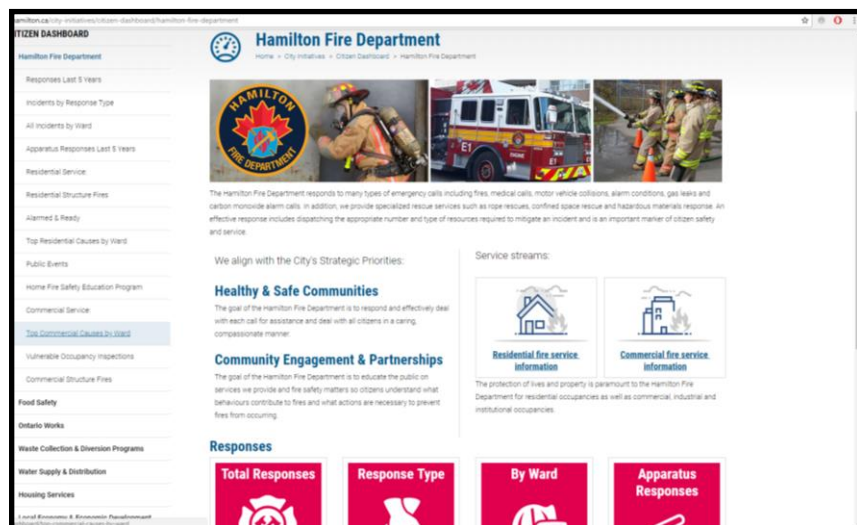 amilton.ca/city-initiatives/citizen-dashboard/hamilton-fire-department
ITIZEN DASHBOARD
Hamilton Fire Department
Responses Last 5 Years
Incidents by Response Type
All Incidents by Ward
Apparatus Responses Last 5 Years
Residential Service
Residential Structure Fires
Alarmed & Ready
Top Residential Causes by Ward
Public Events
Home Fire Safety Education Program
Commercial Service
Top Commercial Causes by Ward
Vulnerable Occupancy Inspections
Commercial Structure Fires
Food Safety
Ontario Works
Waste Collection & Diversion Programs
Water Supply & Distribution
Housing Services
Local Economy & Economic Development
dashboard/top-commercial-causes-by-ward
Hamilton Fire Department
Home > City Initiatives > Citizen Dashboard > Hamilton Fire Department
HAMILTON
FIRE DEPARTMENT
E1
ENGINE
E1
The Hamilton Fire Department responds to many types of emergency calls including fires, medical calls, motor vehicle collisions, alarm conditions, gas leaks and
carbon monoxide alarm calls. In addition, we provide specialized rescue services such as rope rescues, confined space rescue and hazardous materials response. An
effective response includes dispatching the appropriate number and type of resources required to mitigate an incident and is an important marker of citizen safety
and service.
We align with the City's Strategic Priorities:
Healthy & Safe Communities
The goal of the Hamilton Fire Department is to respond and effectively deal
with each call for assistance and deal with all citizens in a caring,
compassionate manner.
Community Engagement & Partnerships
The goal of the Hamilton Fire Department is to educate the public on
services we provide and fire safety matters so citizens understand what
behaviours contribute to fires and what actions are necessary to prevent
fires from occurring.
Service streams:
Residential fire service
information
Commercial fire service
information
The protection of lives and property is paramount to the Hamilton Fire
Department for residential occupancies as well as commercial, industrial and
institutional occupancies.
Responses
Total Responses
Response Type
By Ward
Apparatus
Responses